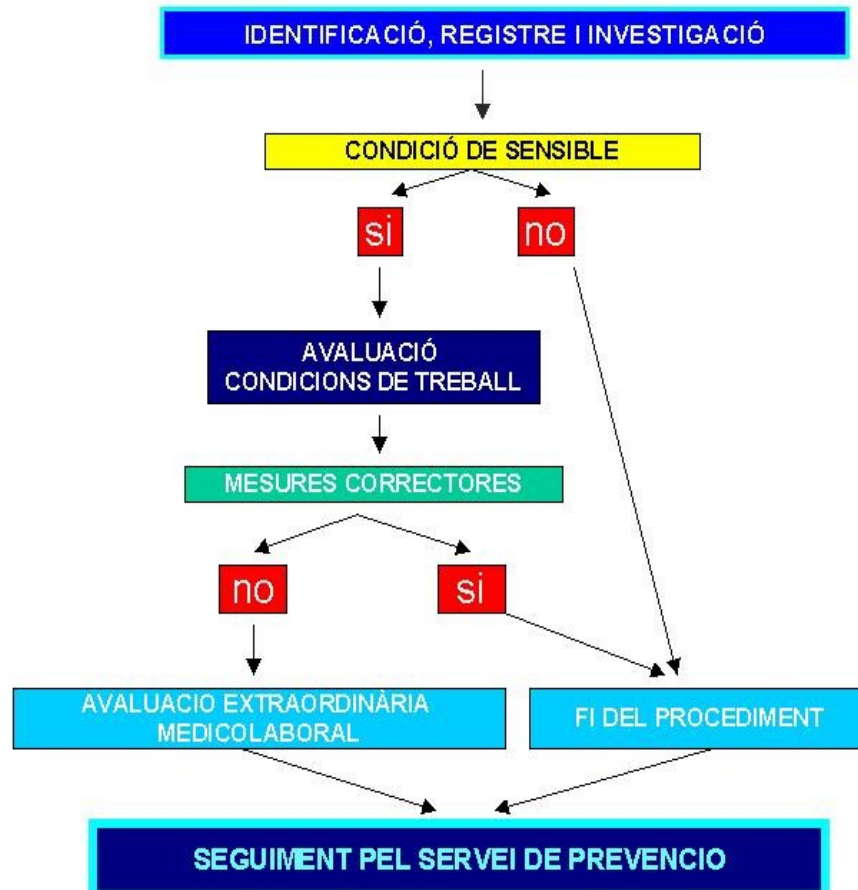 IDENTIFICACIÓ, REGISTRE I INVESTIGACIÓ
CONDICIÓ DE SENSIBLE
si
no
AVALUACIÓ
CONDICIONS DE TREBALL
MESURES CORRECTORES
no
si
AVALUACIO EXTRAORDINÀRIA
MEDICOLABORAL
FI DEL PROCEDIMENT
SEGUIMENT PEL SERVEI DE PREVENCIO